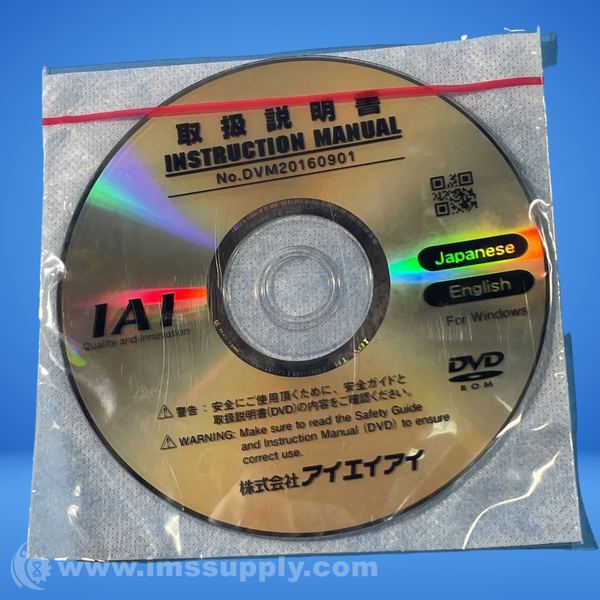 取扱説明書
INSTRUCTION MANUAL
No.DVM20160901
Japanese
English
For Windows
IAI
Quality and Innovation
DVD
ROM
⚠警告：安全にご使用頂くために、安全ガイドと
取扱説明書(DVD)の内容をご確認ください。
⚠WARNING: Make sure to read the Safety Guide
and Instruction Manual (DVD) to ensure
correct use.
株式会社アイエイアイ
www.imssupply.com